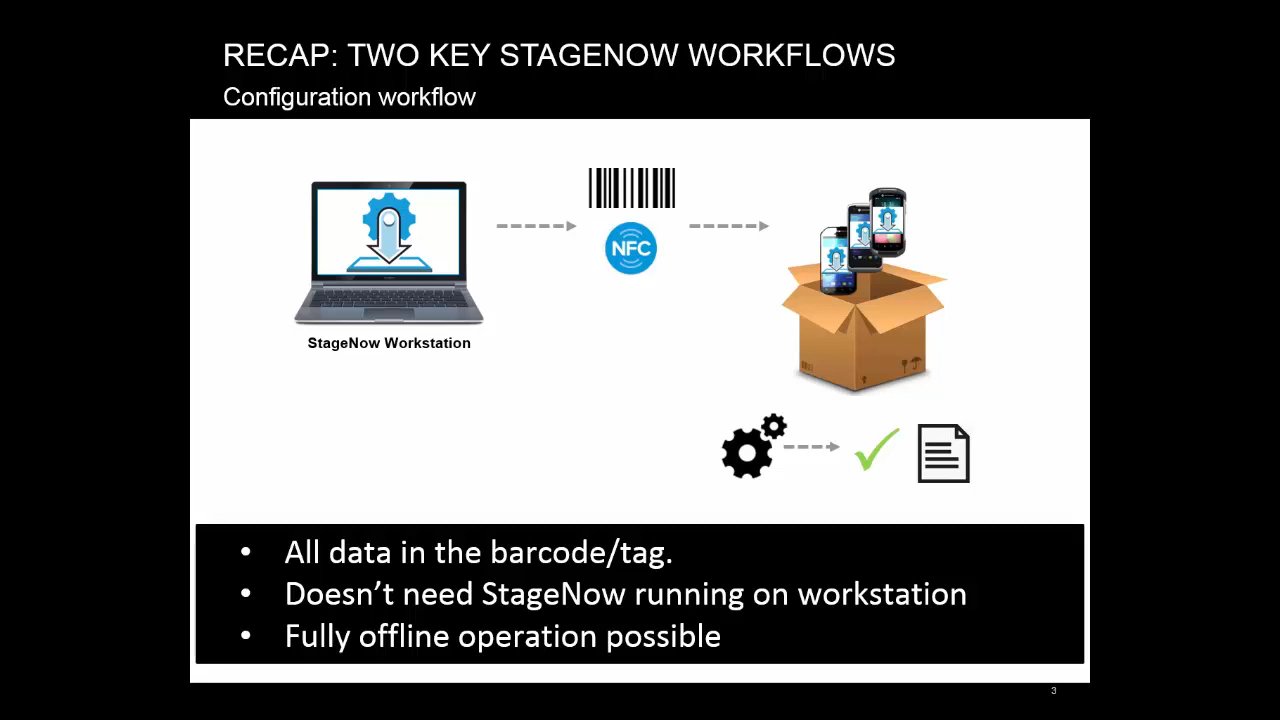 RECAP: TWO KEY STAGENOW WORKFLOWS
Configuration workflow
NFC
StageNow Workstation
• All data in the barcode/tag.
• Doesn’t need StageNow running on workstation
• Fully offline operation possible
3